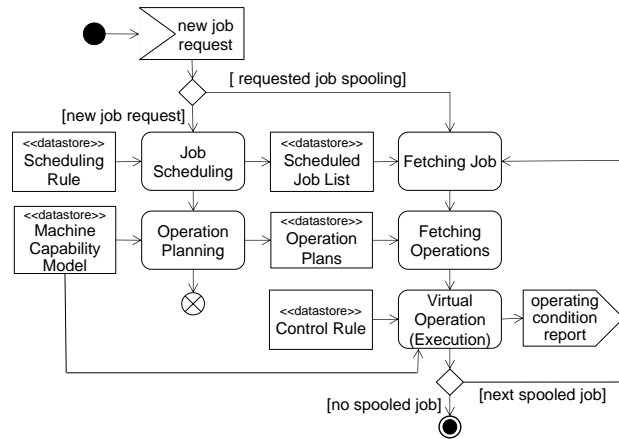 new job
request
[ requested job spooling]
[new job request]
<<datastore>>
Scheduling
Rule
Job
Scheduling
<<datastore>>
Scheduled
Job List
Fetching Job
<<datastore>>
Machine
Capability
Model
Operation
Planning
<<datastore>>
Operation
Plans
Fetching
Operations
<<datastore>>
Control Rule
Virtual
Operation
(Execution)
operating
condition
report
[no spooled job]
[next spooled job]